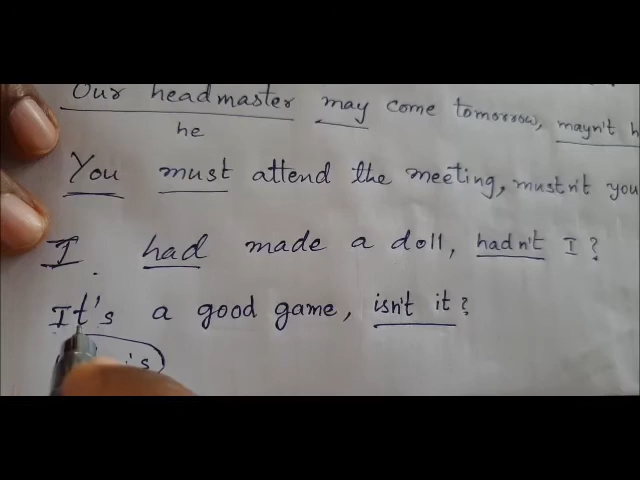 Our headmaster may come tomorrow, mayn't h
he
You must attend the meeting, mustn't you
I had made a doll, hadn't I?
It's a good game, isn't it?
is